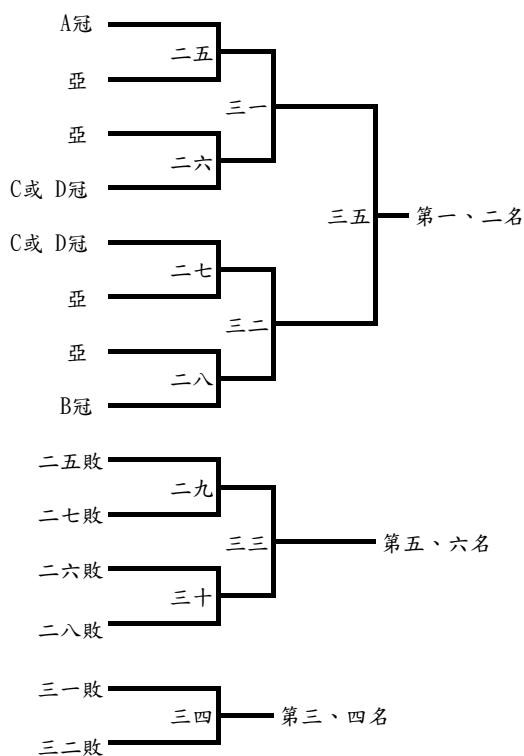 A冠
二五
亞
三一
亞
二六
C或 D冠
三五
第一、二名
C或 D冠
二七
亞
三二
亞
二八
B冠
二五敗
二九
二七敗
三三
第五、六名
二六敗
三十
二八敗
三一敗
三四
第三、四名
三二敗